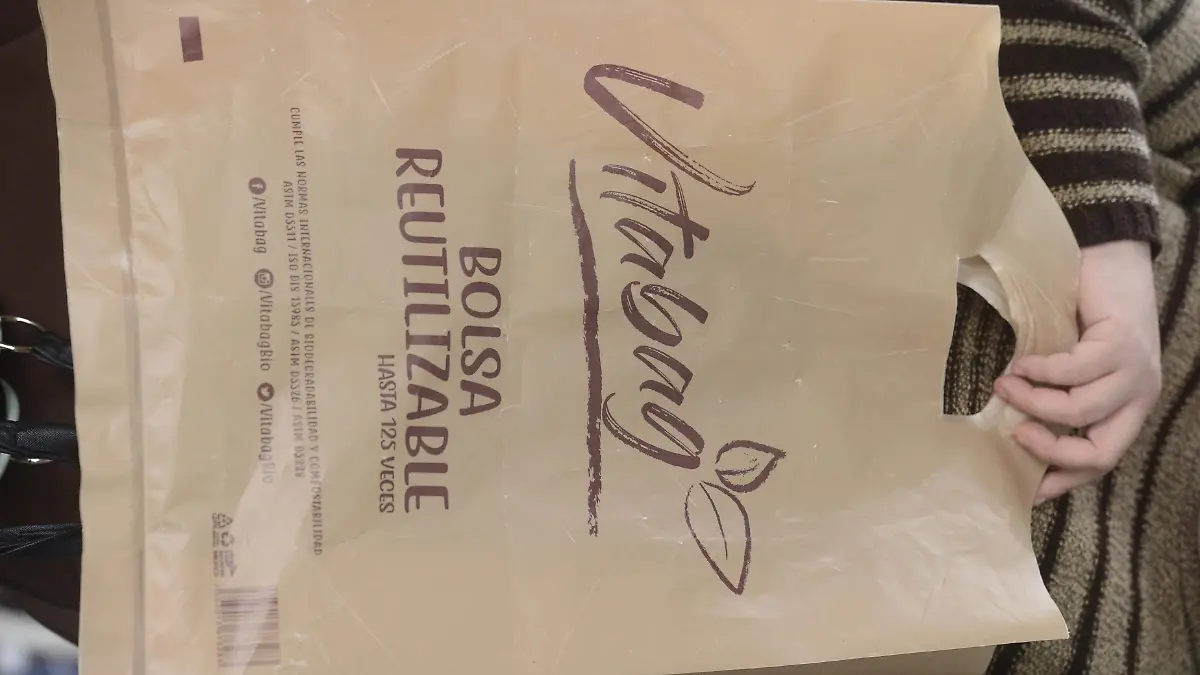 Vitabag
BOLSA
REUTILIZABLE
HASTA 125 VECES
CUMPLE LAS NORMAS INTERNACIONALES DE BIODEGRADABILIDAD Y COMPOSTABILIDAD
ASTM D5511 / ISO DIS 15985 / ASTM D5526 / ASTM D5338
/Vitabag /VitabagBio /VitabagBio